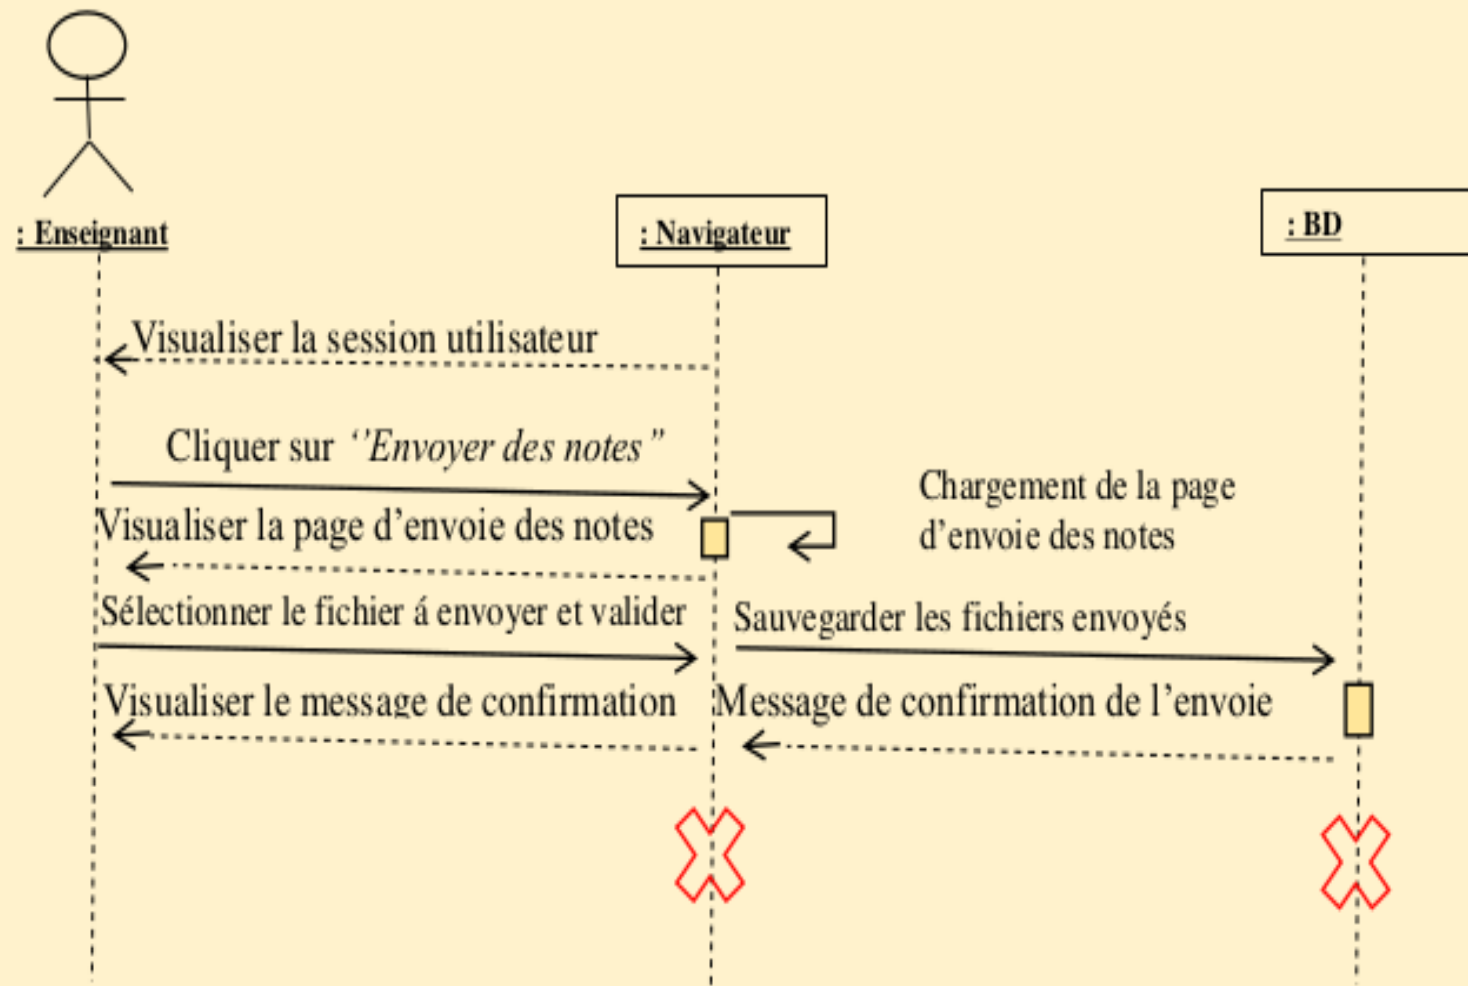 : Enseignant
: Navigateur
: BD
Visualiser la session utilisateur
Cliquer sur ‘’Envoyer des notes’’
Chargement de la page
d’envoie des notes
Visualiser la page d’envoie des notes
Sélectionner le fichier á envoyer et valider
Sauvegarder les fichiers envoyés
Visualiser le message de confirmation
Message de confirmation de l’envoie